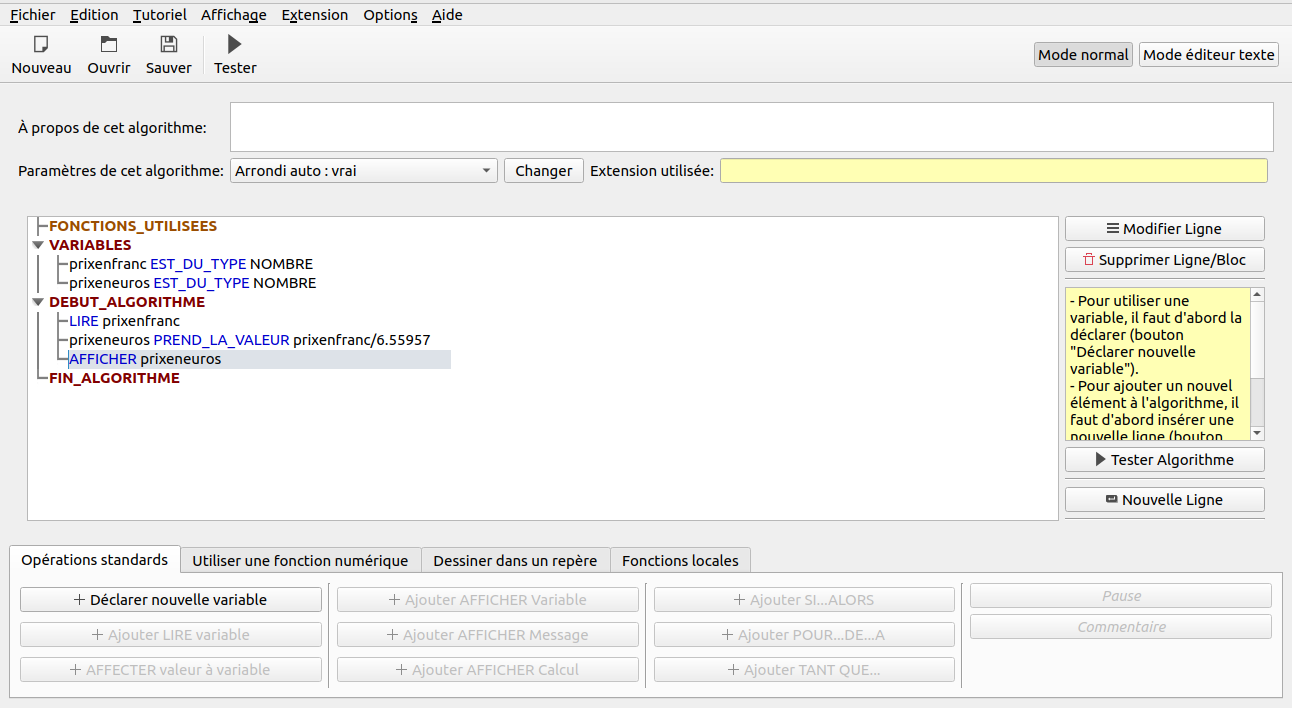 Fichier Edition Tutoriel Affichage Extension Options Aide
Nouveau Ouvrir Sauver Tester
Mode normal Mode éditeur texte
À propos de cet algorithme:
Paramètres de cet algorithme: Arrondi auto : vrai Changer Extension utilisée:
FONCTIONS_UTILISEES
VARIABLES
prixenfranc EST_DU_TYPE NOMBRE
prixeneuros EST_DU_TYPE NOMBRE
DEBUT_ALGORITHME
LIRE prixenfranc
prixeneuros PREND_LA_VALEUR prixenfranc/6.55957
AFFICHER prixeneuros
FIN_ALGORITHME
Modifier Ligne
Supprimer Ligne/Bloc
- Pour utiliser une
variable, il faut d'abord la
déclarer (bouton
"Déclarer nouvelle
variable").
- Pour ajouter un nouvel
élément à l'algorithme, il
faut d'abord insérer une
nouvelle ligne (bouton
Tester Algorithme
Nouvelle Ligne
Opérations standards Utiliser une fonction numérique Dessiner dans un repère Fonctions locales
Déclarer nouvelle variable
Ajouter LIRE variable
AFFECTER valeur à variable
Ajouter AFFICHER Variable
Ajouter AFFICHER Message
Ajouter AFFICHER Calcul
Ajouter SI...ALORS
Ajouter POUR...DE...A
Ajouter TANT QUE...
Pause
Commentaire